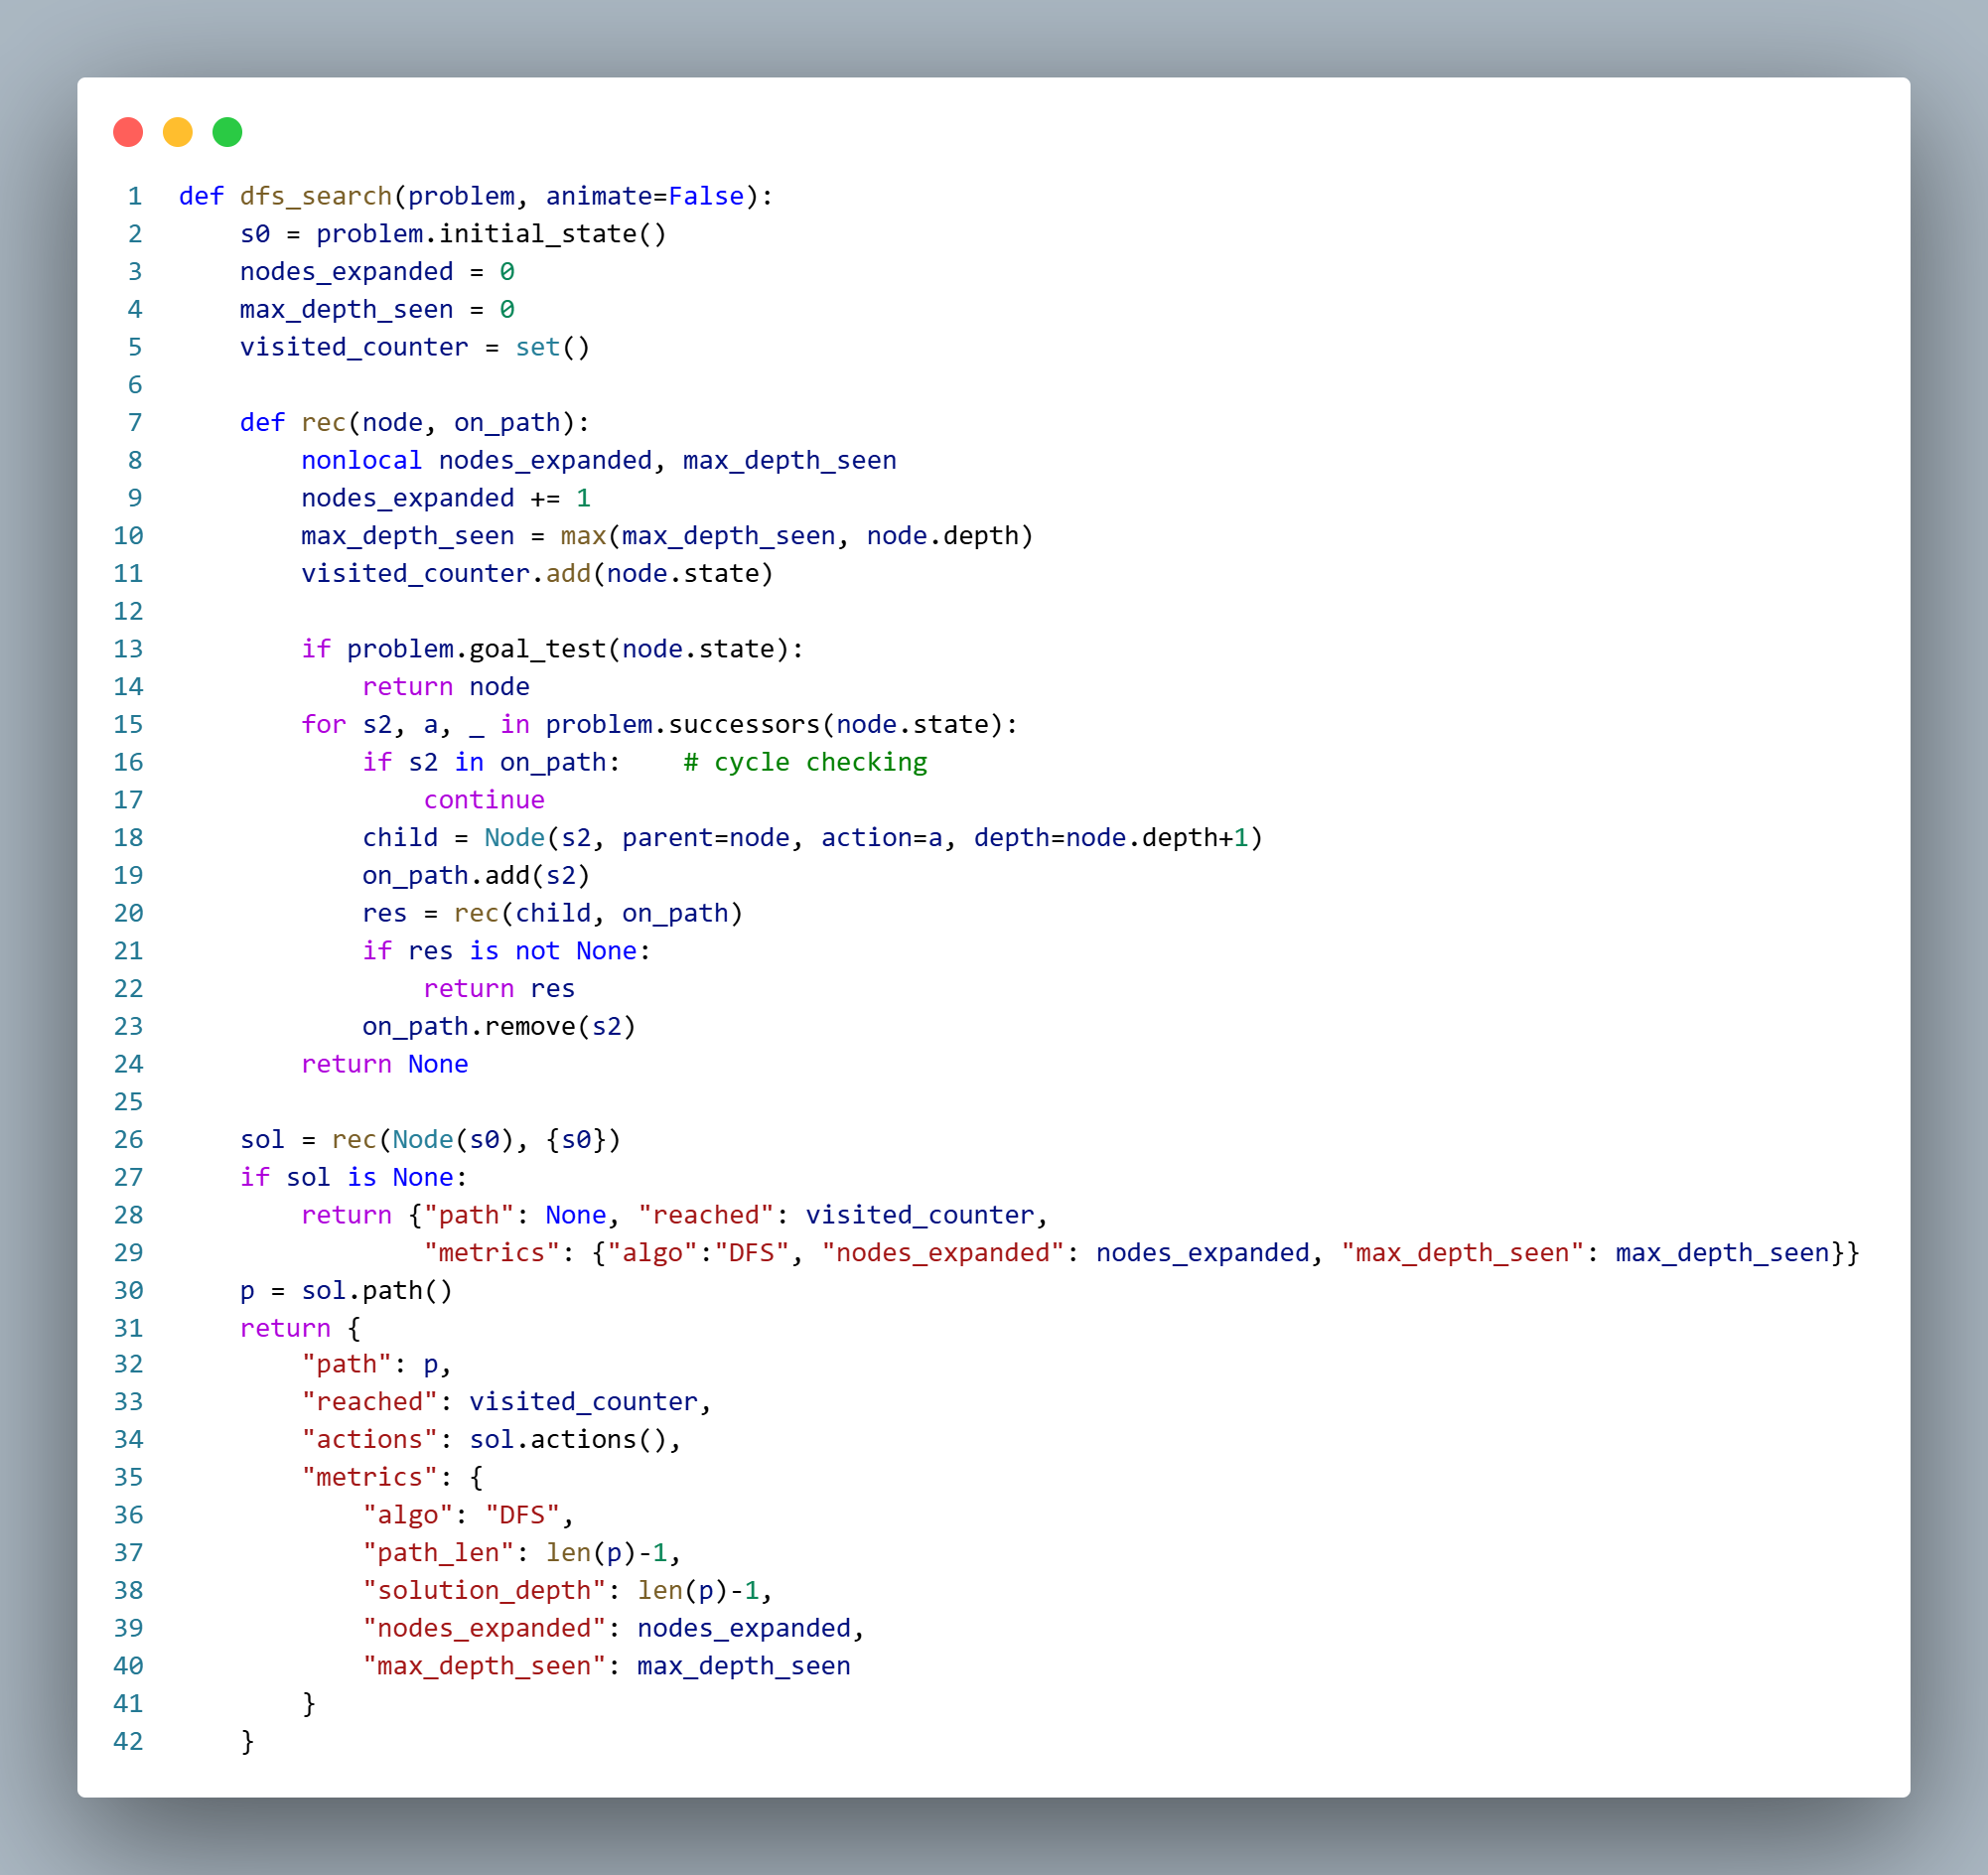 1 def dfs_search(problem, animate=False):
2     s0 = problem.initial_state()
3     nodes_expanded = 0
4     max_depth_seen = 0
5     visited_counter = set()
6
7     def rec(node, on_path):
8         nonlocal nodes_expanded, max_depth_seen
9         nodes_expanded += 1
10         max_depth_seen = max(max_depth_seen, node.depth)
11         visited_counter.add(node.state)
12
13         if problem.goal_test(node.state):
14             return node
15         for s2, a, _ in problem.successors(node.state):
16             if s2 in on_path:    # cycle checking
17                 continue
18             child = Node(s2, parent=node, action=a, depth=node.depth+1)
19             on_path.add(s2)
20             res = rec(child, on_path)
21             if res is not None:
22                 return res
23             on_path.remove(s2)
24         return None
25
26     sol = rec(Node(s0), {s0})
27     if sol is None:
28         return {"path": None, "reached": visited_counter,
29                 "metrics": {"algo":"DFS", "nodes_expanded": nodes_expanded, "max_depth_seen": max_depth_seen}}
30     p = sol.path()
31     return {
32         "path": p,
33         "reached": visited_counter,
34         "actions": sol.actions(),
35         "metrics": {
36             "algo": "DFS",
37             "path_len": len(p)-1,
38             "solution_depth": len(p)-1,
39             "nodes_expanded": nodes_expanded,
40             "max_depth_seen": max_depth_seen
41         }
42     }